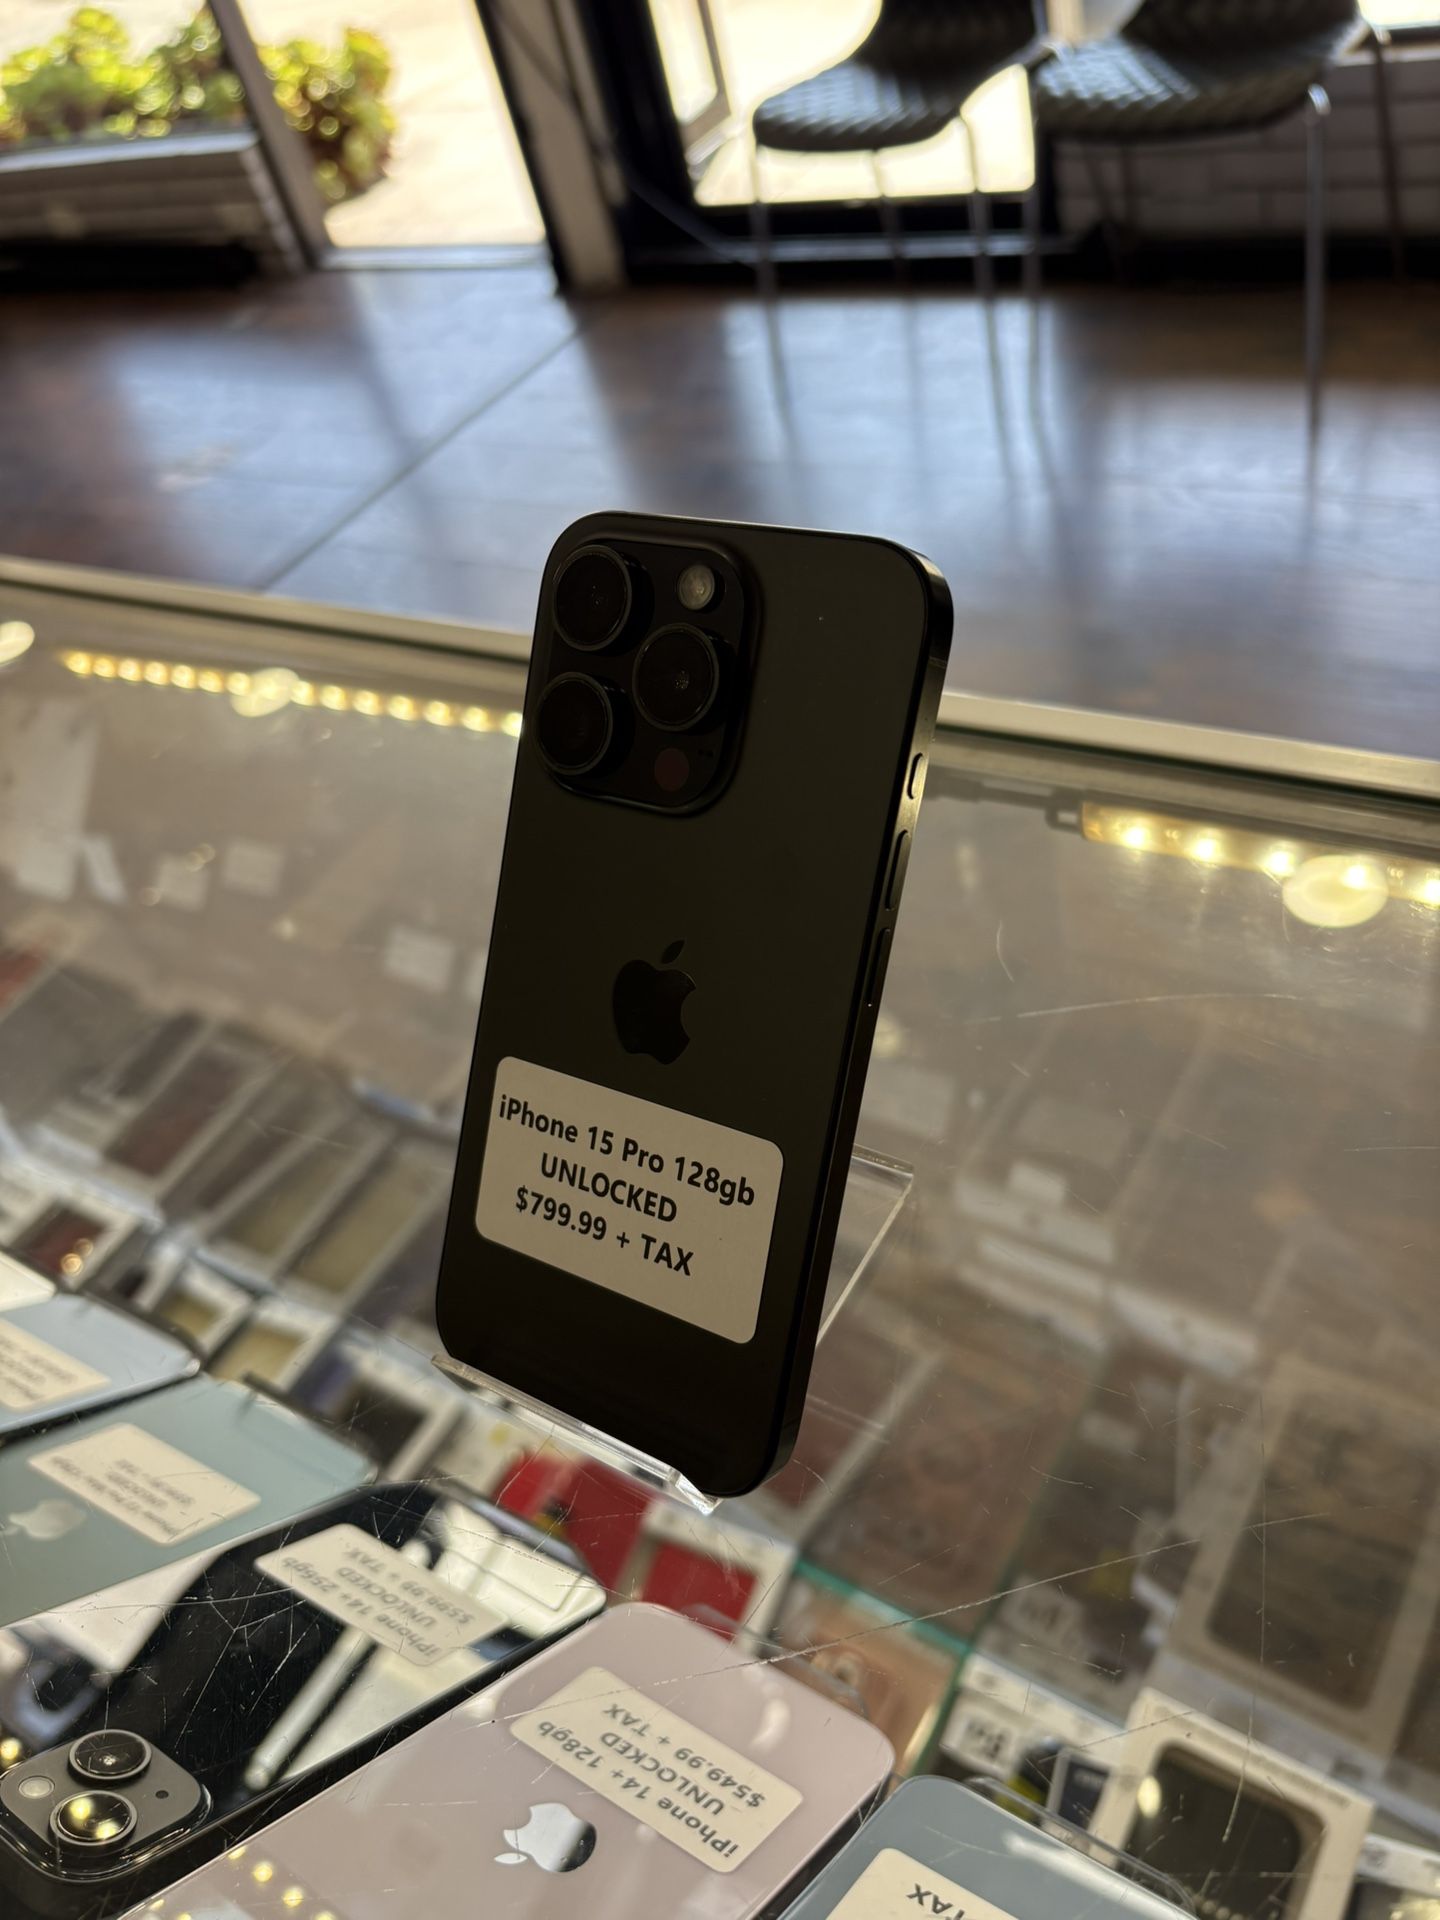 iPhone 15 Pro 128gb
UNLOCKED
$799.99 + TAX
iPhone 14+ 256gb
UNLOCKED
$599.99 + TAX
iPhone 14+ 128gb
UNLOCKED
$549.99 + TAX
TAX